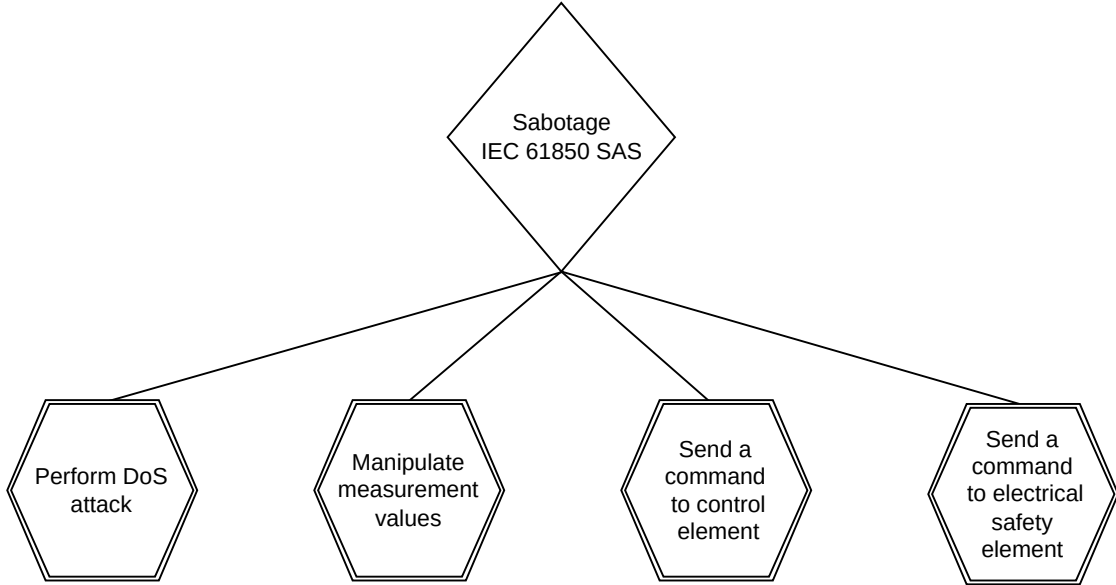 Sabotage
IEC 61850 SAS
Perform DoS
attack
Manipulate
measurement
values
Send a
command
to control
element
Send a
command
to electrical
safety
element